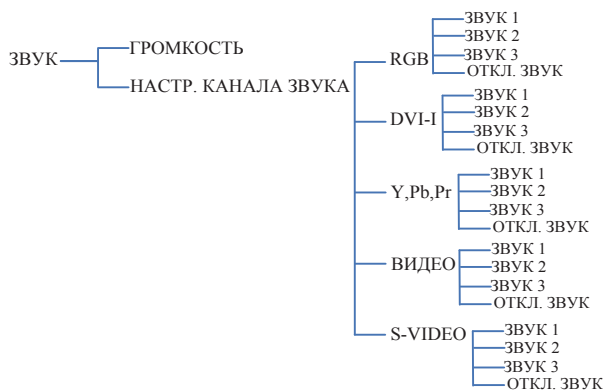 ЗВУК
ГРОМКОСТЬ
НАСТР. КАНАЛА ЗВУКА
RGB
ЗВУК 1
ЗВУК 2
ЗВУК 3
ОТКЛ. ЗВУК
DVI-I
ЗВУК 1
ЗВУК 2
ЗВУК 3
ОТКЛ. ЗВУК
Y,Pb,Pr
ЗВУК 1
ЗВУК 2
ЗВУК 3
ОТКЛ. ЗВУК
ВИДЕО
ЗВУК 1
ЗВУК 2
ЗВУК 3
ОТКЛ. ЗВУК
S-VIDEO
ЗВУК 1
ЗВУК 2
ЗВУК 3
ОТКЛ. ЗВУК